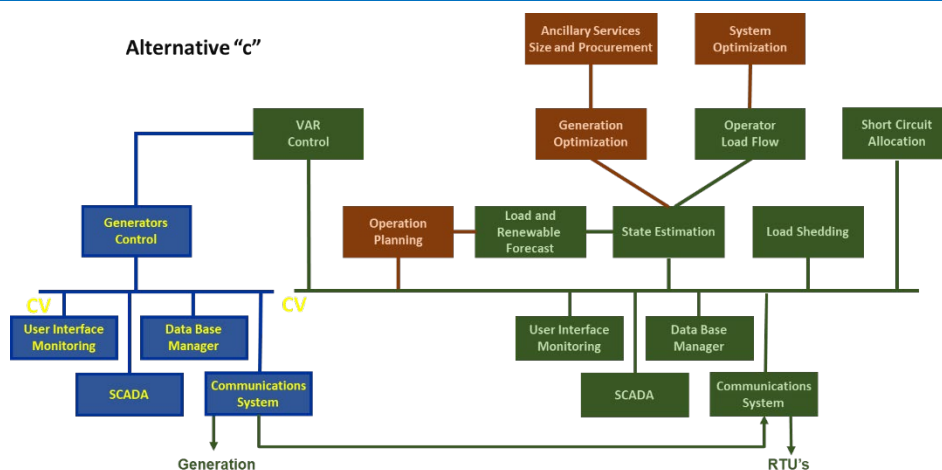 Alternative “c”
Ancillary Services
Size and Procurement
System
Optimization
VAR
Control
Generation
Optimization
Operator
Load Flow
Short Circuit
Allocation
Generators
Control
Operation
Planning
Load and
Renewable
Forecast
State Estimation
Load Shedding
CV
CV
User Interface
Monitoring
Data Base
Manager
User Interface
Monitoring
Data Base
Manager
SCADA
Communications
System
SCADA
Communications
System
Generation
RTU's